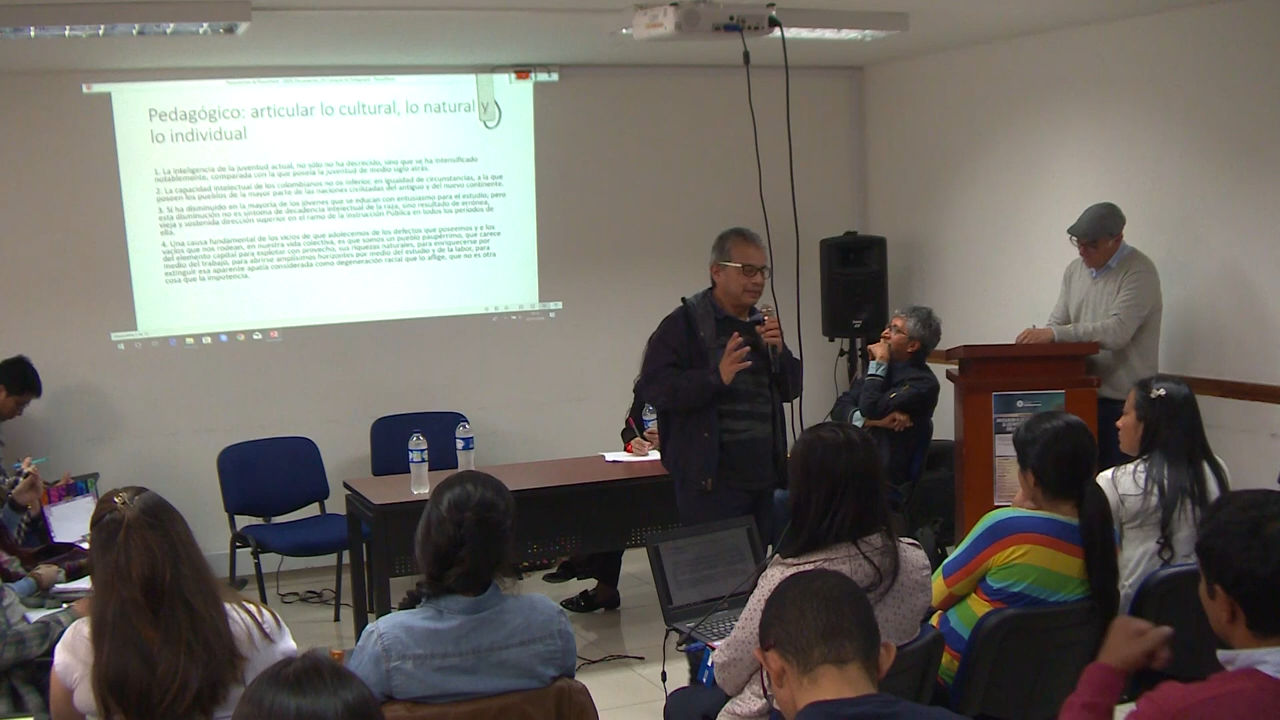 Pedagógico: articular lo cultural, lo natural y
lo individual
1. La inteligencia de la juventud actual, no sólo no ha decrecido, sino que se ha intensificado
notablemente, comparada con la que poseía la juventud de medio siglo atrás.
2. La capacidad intelectual de los colombianos no es inferior, en igualdad de circunstancias, a la que
poseen los pueblos de la mayor parte de las naciones civilizadas del antiguo y del nuevo continente.
3. Si ha disminuido en la mayoría de los jóvenes que se educan con entusiasmo para el estudio; pero
esta disminución no es síntoma de decadencia intelectual de la raza, sino resultado de errónea,
vieja y sostenida dirección superior en el ramo de la Instrucción Pública en todos los periodos de
ella.
4. Una causa fundamental de los vacíos de que adolecemos de los defectos que poseemos y e los
vacíos que nos rodean, en nuestra vida colectiva, es que somos un pueblo paupérrimo, que carece
del elemento capital para explotar con provecho, sus riquezas naturales, para enriquecerse por
medio del trabajo, para abrirse amplísimos horizontes por medio del estudio y de la labor, para
extinguir esa aparente apatía considerada como degeneración racial que lo aflige, que no es otra
cosa que la impotencia.